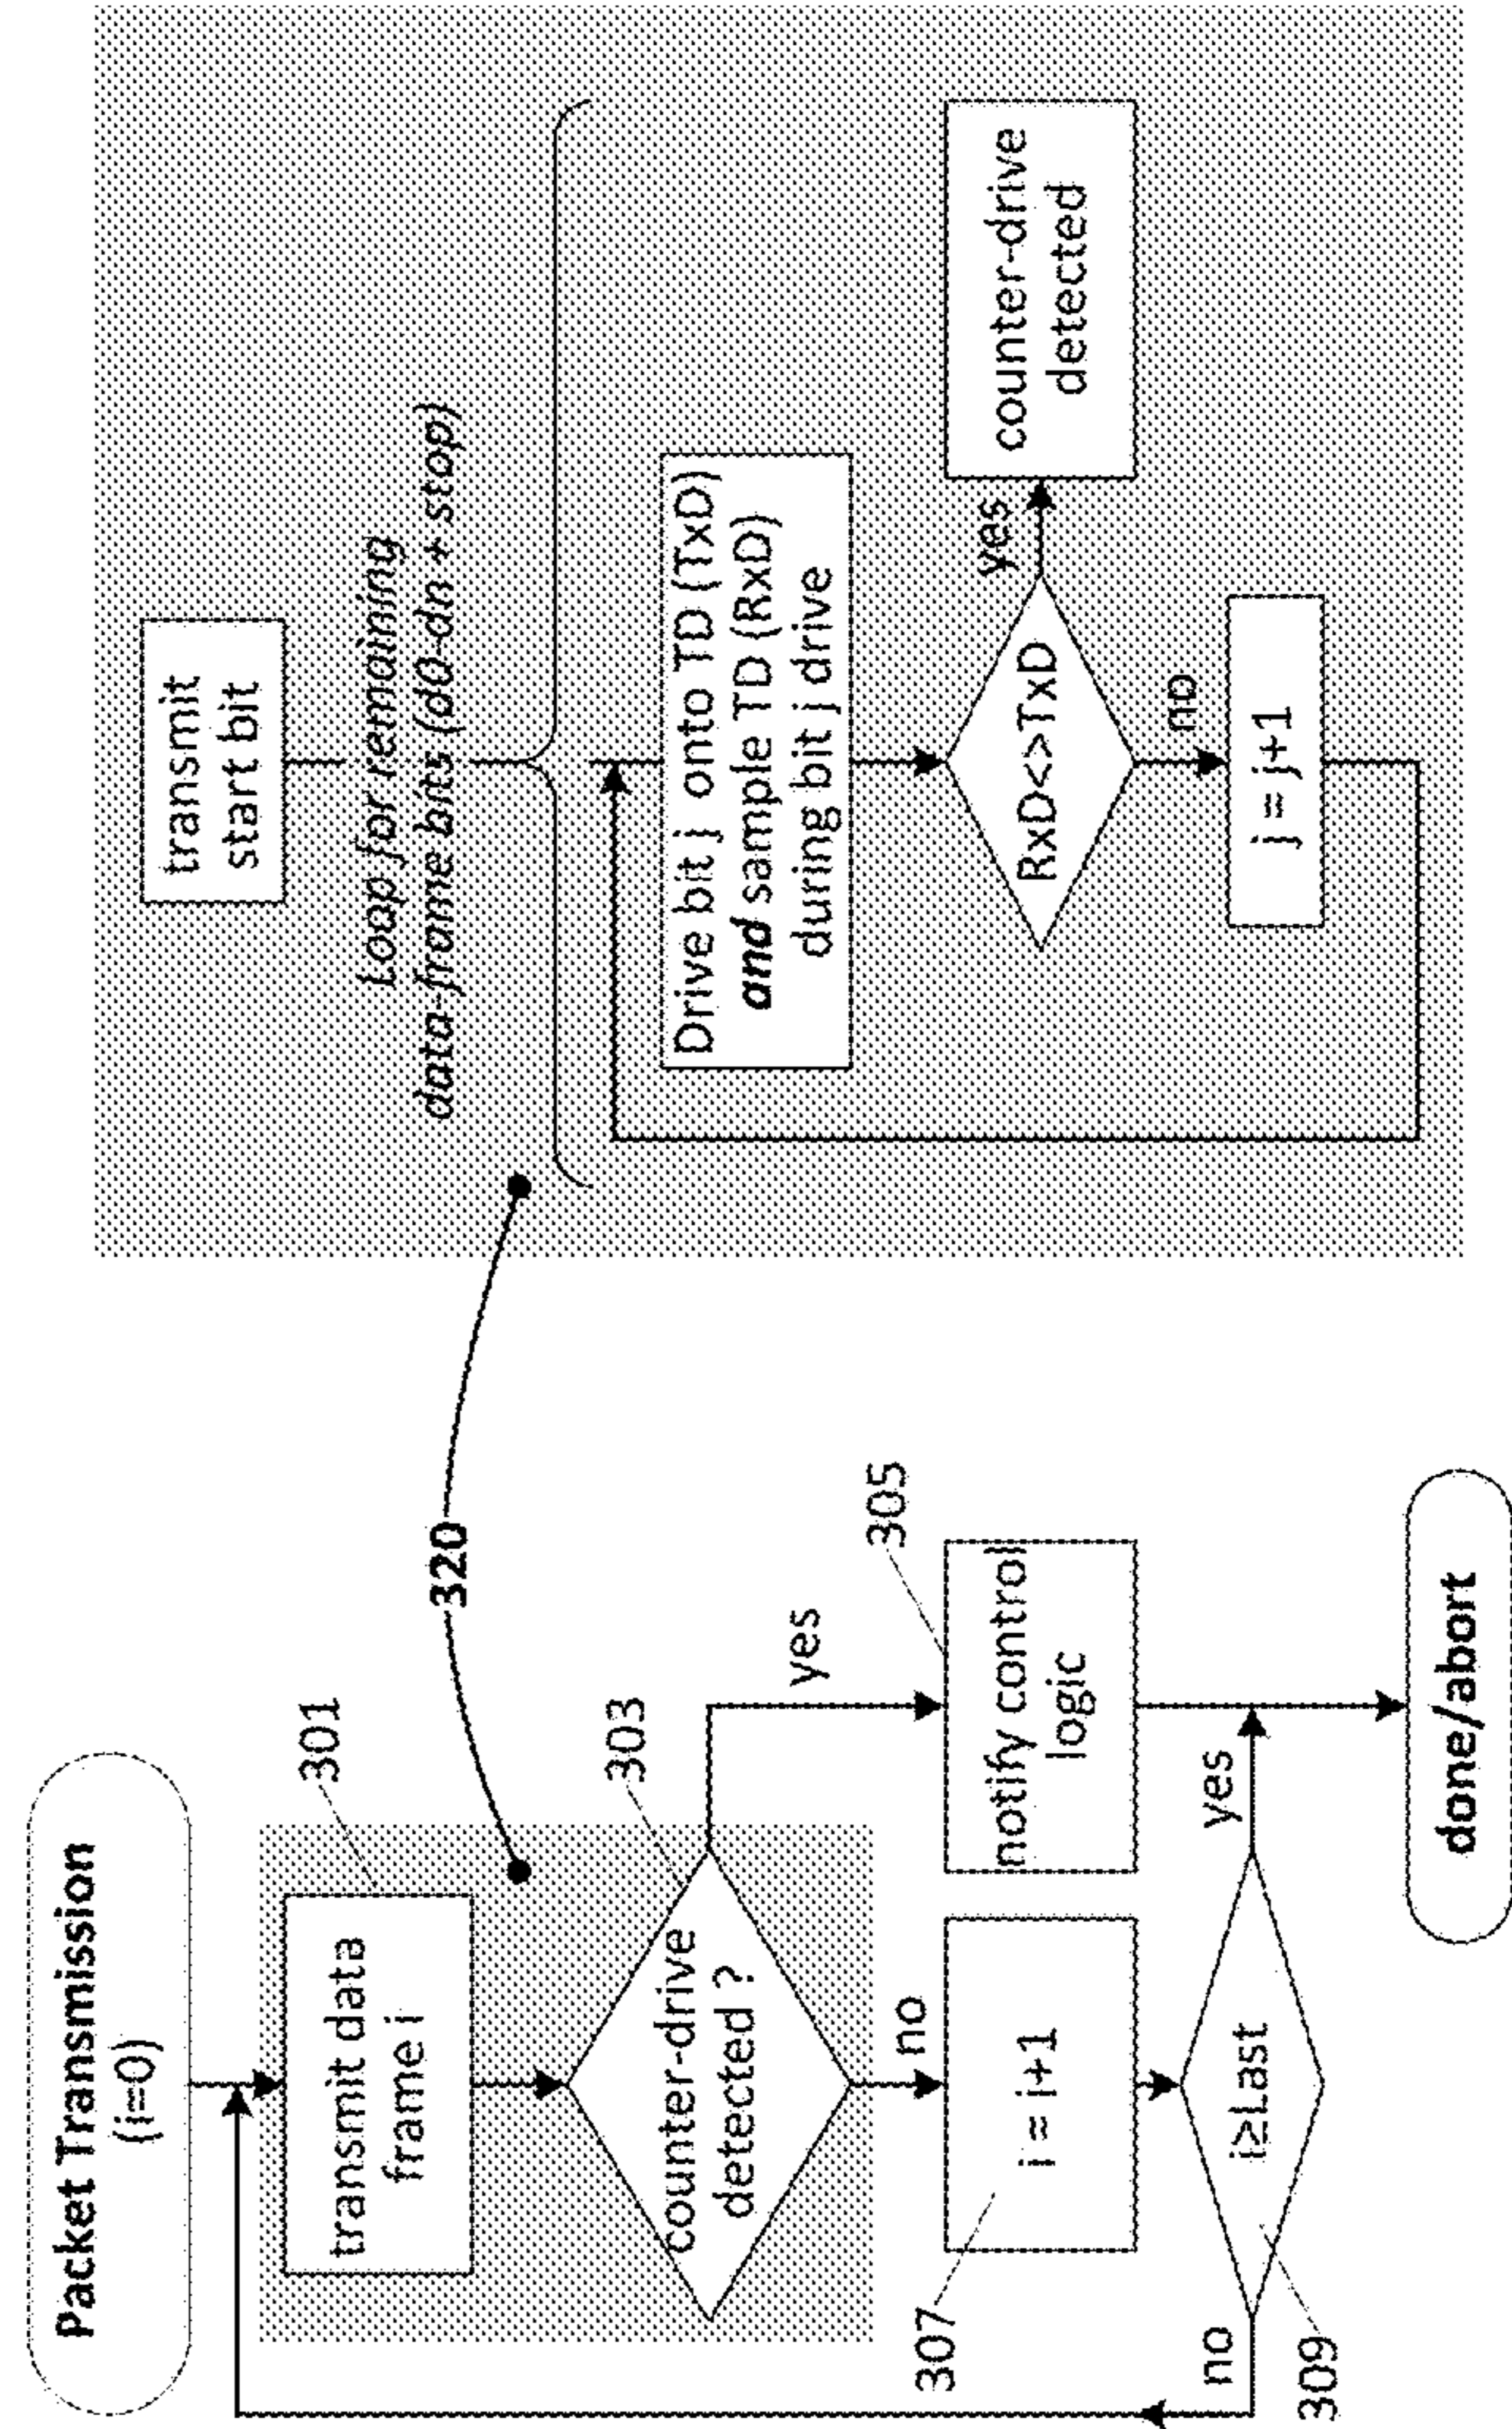 Packet Transmission
(i=0)
transmit data
frame i
301
counter-drive
detected ?
303
yes
no
notify control
logic
305
i = i+1
307
i≥Last
309
yes
no
done/abort
320
transmit
start bit
Loop for remaining
data-frame bits (d0-dn + stop)
Drive bit j onto TD (TxD)
and sample TD (RxD)
during bit j drive
RxD<>TxD
yes
counter-drive
detected
no
j = j+1